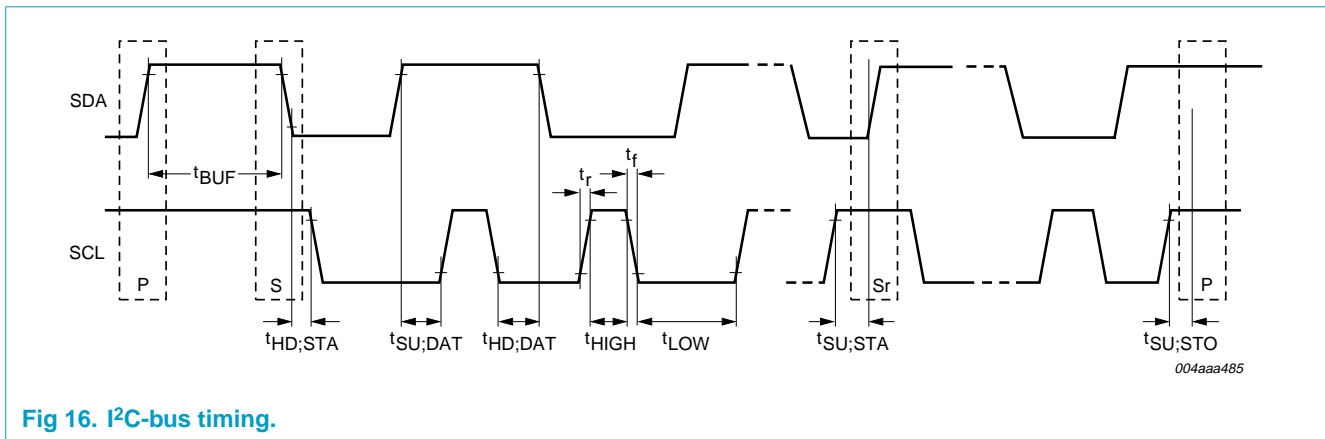 SDA
tBUF
tf
tr
SCL
P
S
Sr
P
tHD;STA
tSU;DAT
tHD;DAT
tHIGH
tLOW
tSU;STA
tSU;STO
004aaa485
Fig 16. I²C-bus timing.